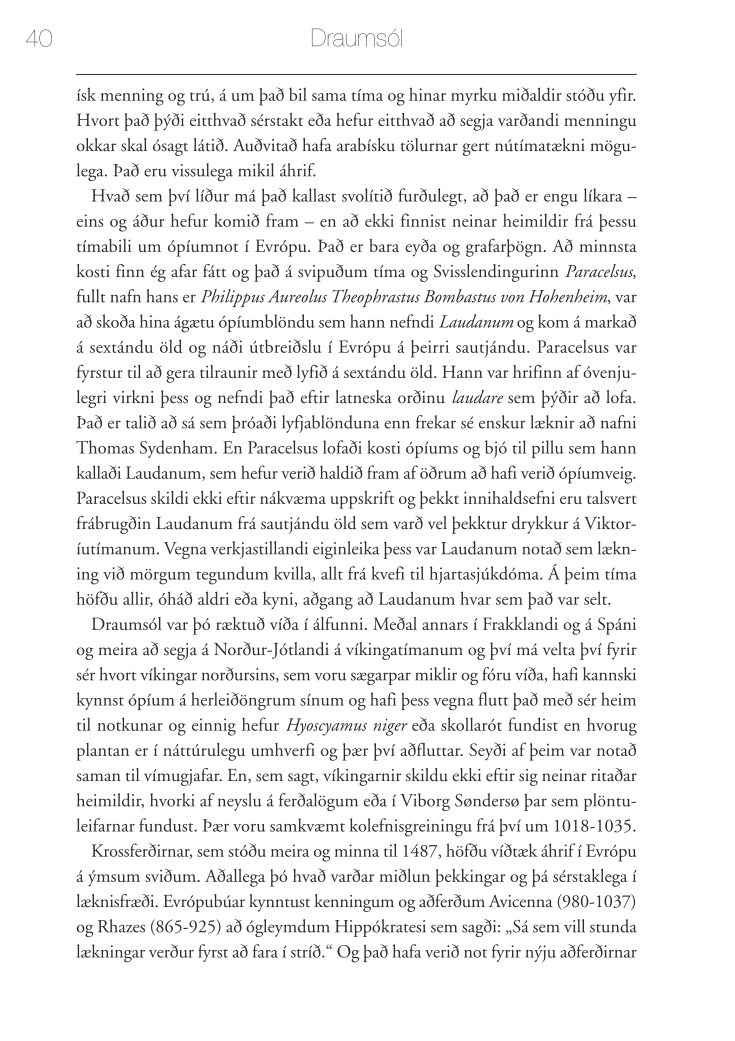 40
Draumsól
ísk menning og trú, á um það bil sama tíma og hinar myrku miðaldir stóðu yfir.
Hvort það þýði eitthvað sérstakt eða hefur eitthvað að segja varðandi menningu
okkar skal ósagt látið. Auðvitað hafa arabísku tölurnar gert nútímatækni mögu-
lega. Það eru vissulega mikil áhrif.
Hvað sem því líður má það kallast svolítið furðulegt, að það er engu líkara –
eins og áður hefur komið fram – en að ekki finnist neinar heimildir frá þessu
tímabili um ópíumnot í Evrópu. Það er bara eyða og grafarþögn. Að minnsta
kosti finn ég afar fátt og það á svipuðum tíma og Svisslendingurinn Paracelsus,
fullt nafn hans er Philippus Aureolus Theophrastus Bombastus von Hohenheim, var
að skoða hina ágætu ópíumblöndu sem hann nefndi Laudanum og kom á markað
á sextándu öld og náði útbreiðslu í Evrópu á þeirri sautjándu. Paracelsus var
fyrstur til að gera tilraunir með lyfið á sextándu öld. Hann var hrifinn af óvenju-
legri virkni þess og nefndi það eftir latneska orðinu laudare sem þýðir að lofa.
Það er talið að sá sem þróaði lyfjablönduna enn frekar sé enskur læknir að nafni
Thomas Sydenham. En Paracelsus lofaði kosti ópíums og bjó til pillu sem hann
kallaði Laudanum, sem hefur verið haldið fram af öðrum að hafi verið ópíumveig.
Paracelsus skildi ekki eftir nákvæma uppskrift og þekkt innihaldsefni eru talsvert
frábrugðin Laudanum frá sautjándu öld sem varð vel þekktur drykkur á Viktor-
íutímanum. Vegna verkjastillandi eiginleika þess var Laudanum notað sem lækn-
ing við mörgum tegundum kvilla, allt frá kvefi til hjartasjúkdóma. Á þeim tíma
höfðu allir, óháð aldri eða kyni, aðgang að Laudanum hvar sem það var selt.
Draumsól var þó ræktuð víða í álfunni. Meðal annars í Frakklandi og á Spáni
og meira að segja á Norður-Jótlandi á víkingatímanum og því má velta því fyrir
sér hvort víkingar norðursins, sem voru sægarpar miklir og fóru víða, hafi kannski
kynnst ópíum á herleiðöngrum sínum og hafi þess vegna flutt það með sér heim
til notkunar og einnig hefur Hyoscyamus niger eða skollarót fundist en hvorug
plantan er í náttúrulegu umhverfi og þær því aðfluttar. Seyði af þeim var notað
saman til vímugjafar. En, sem sagt, víkingarnir skildu ekki eftir sig neinar ritaðar
heimildir, hvorki af neyslu á ferðalögum eða í Viborg Søndersø þar sem plöntu-
leifarnar fundust. Þær voru samkvæmt kolefnisgreiningu frá því um 1018-1035.
Krossferðirnar, sem stóðu meira og minna til 1487, höfðu víðtæk áhrif í Evrópu
á ýmsum sviðum. Aðallega þó hvað varðar miðlun þekkingar og þá sérstaklega í
læknisfræði. Evrópubúar kynntust kenningum og aðferðum Avicenna (980-1037)
og Rhazes (865-925) að ógleymdum Hippókratesi sem sagði: „Sá sem vill stunda
lækningar verður fyrst að fara í stríð.“ Og það hafa verið not fyrir nýju aðferðirnar